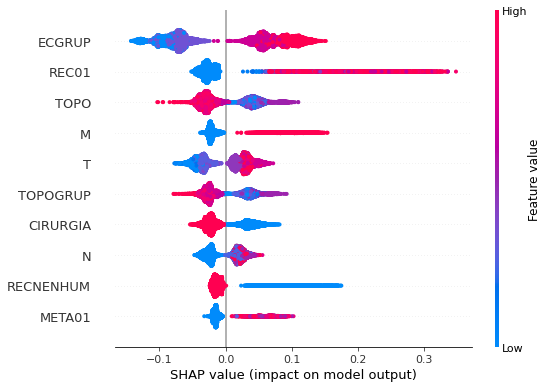 High
ECGRUP
REC01
TOPO
M
T
TOPOGRUP
CIRURGIA
N
RECNENHUM
META01
Feature value
Low
−0.1 0.0 0.1 0.2 0.3
SHAP value (impact on model output)